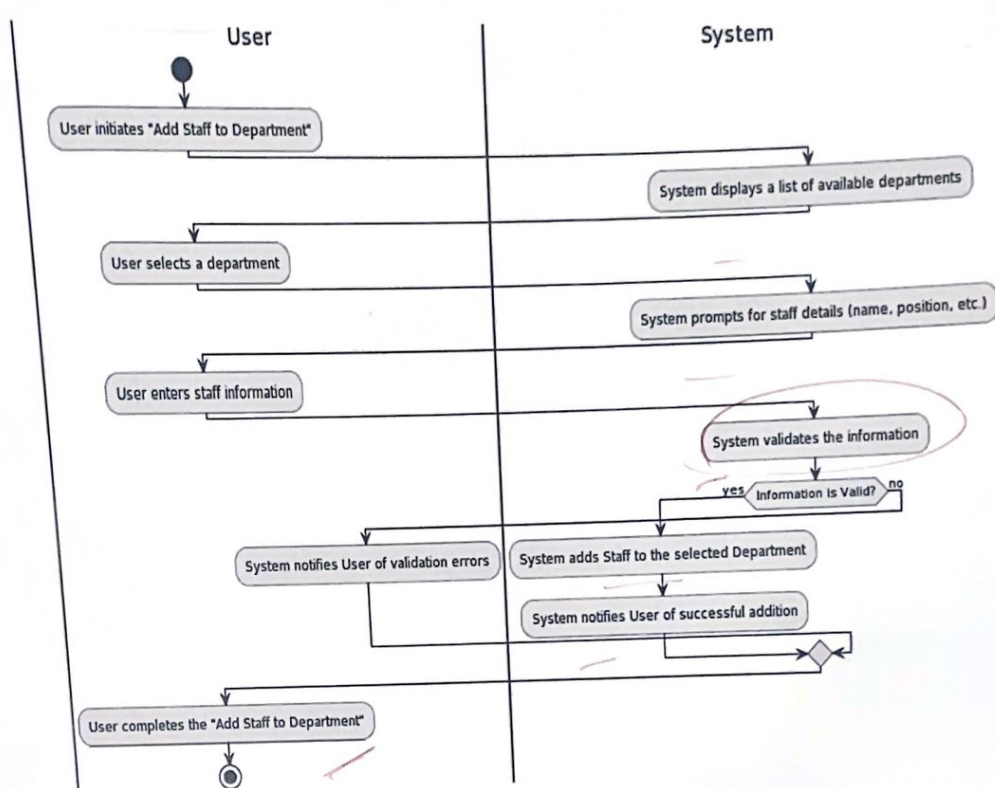 User
System
User initiates "Add Staff to Department"
System displays a list of available departments
User selects a department
System prompts for staff details (name, position, etc.)
User enters staff information
System validates the information
yes
Information is Valid?
no
System notifies User of validation errors
System adds Staff to the selected Department
System notifies User of successful addition
User completes the "Add Staff to Department"